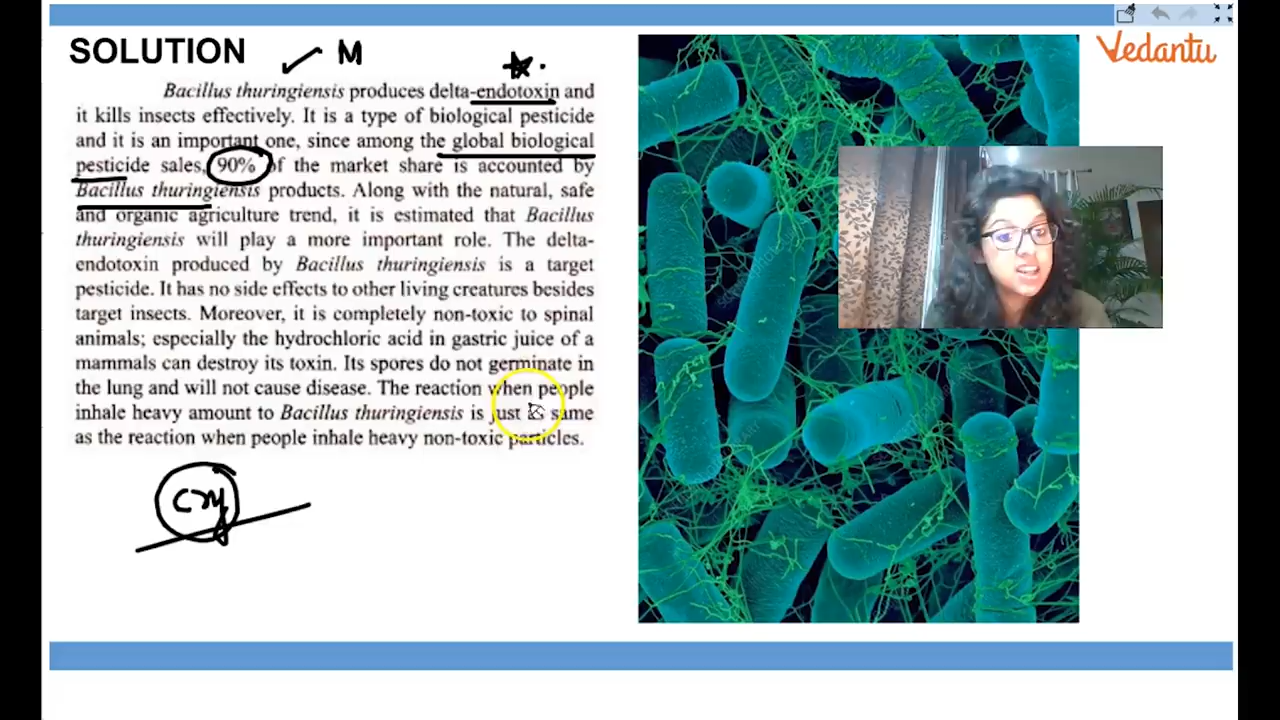 SOLUTION
✓ M
Vedantu
Bacillus thuringiensis produces delta-endotoxin and
it kills insects effectively. It is a type of biological pesticide
and it is an important one, since among the global biological
pesticide sales, 90% of the market share is accounted by
Bacillus thuringiensis products. Along with the natural, safe
and organic agriculture trend, it is estimated that Bacillus
thuringiensis will play a more important role. The delta-
endotoxin produced by Bacillus thuringiensis is a target
pesticide. It has no side effects to other living creatures besides
target insects. Moreover, it is completely non-toxic to spinal
animals; especially the hydrochloric acid in gastric juice of a
mammals can destroy its toxin. Its spores do not germinate in
the lung and will not cause disease. The reaction when people
inhale heavy amount to Bacillus thuringiensis is just as same
as the reaction when people inhale heavy non-toxic particles.
cry